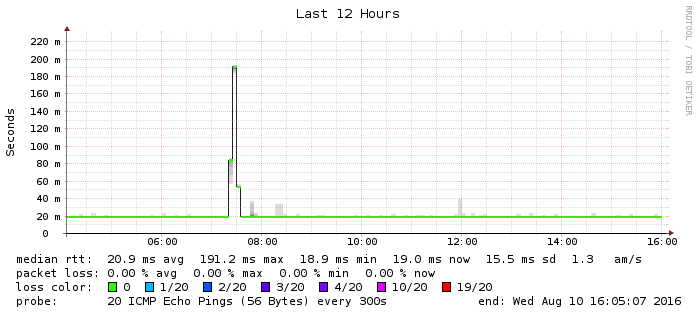 Last 12 Hours
RRDTOOL / TOBI OETIKER
Seconds
220 m
200 m
180 m
160 m
140 m
120 m
100 m
80 m
60 m
40 m
20 m
0
06:00 08:00 10:00 12:00 14:00 16:00
median rtt: 20.9 ms avg 191.2 ms max 18.9 ms min 19.0 ms now 15.5 ms sd 1.3 am/s
packet loss: 0.00 % avg 0.00 % max 0.00 % min 0.00 % now
loss color: 0 1/20 2/20 3/20 4/20 10/20 19/20
probe: 20 ICMP Echo Pings (56 Bytes) every 300s end: Wed Aug 10 16:05:07 2016